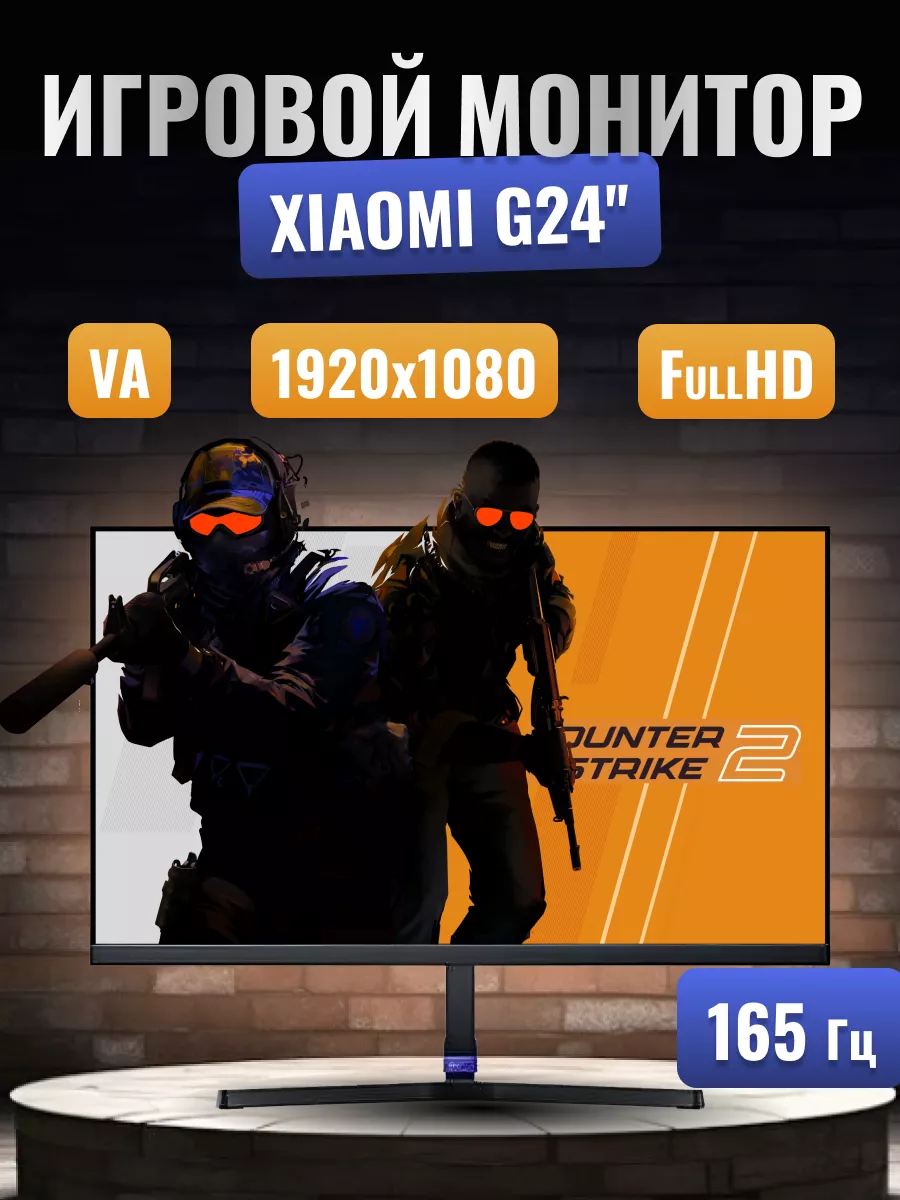 ИГРОВОЙ МОНИТОР
XIAOMI G24"
VA
1920x1080
FULLHD
OUNTER
STRIKE 2
165 Гц